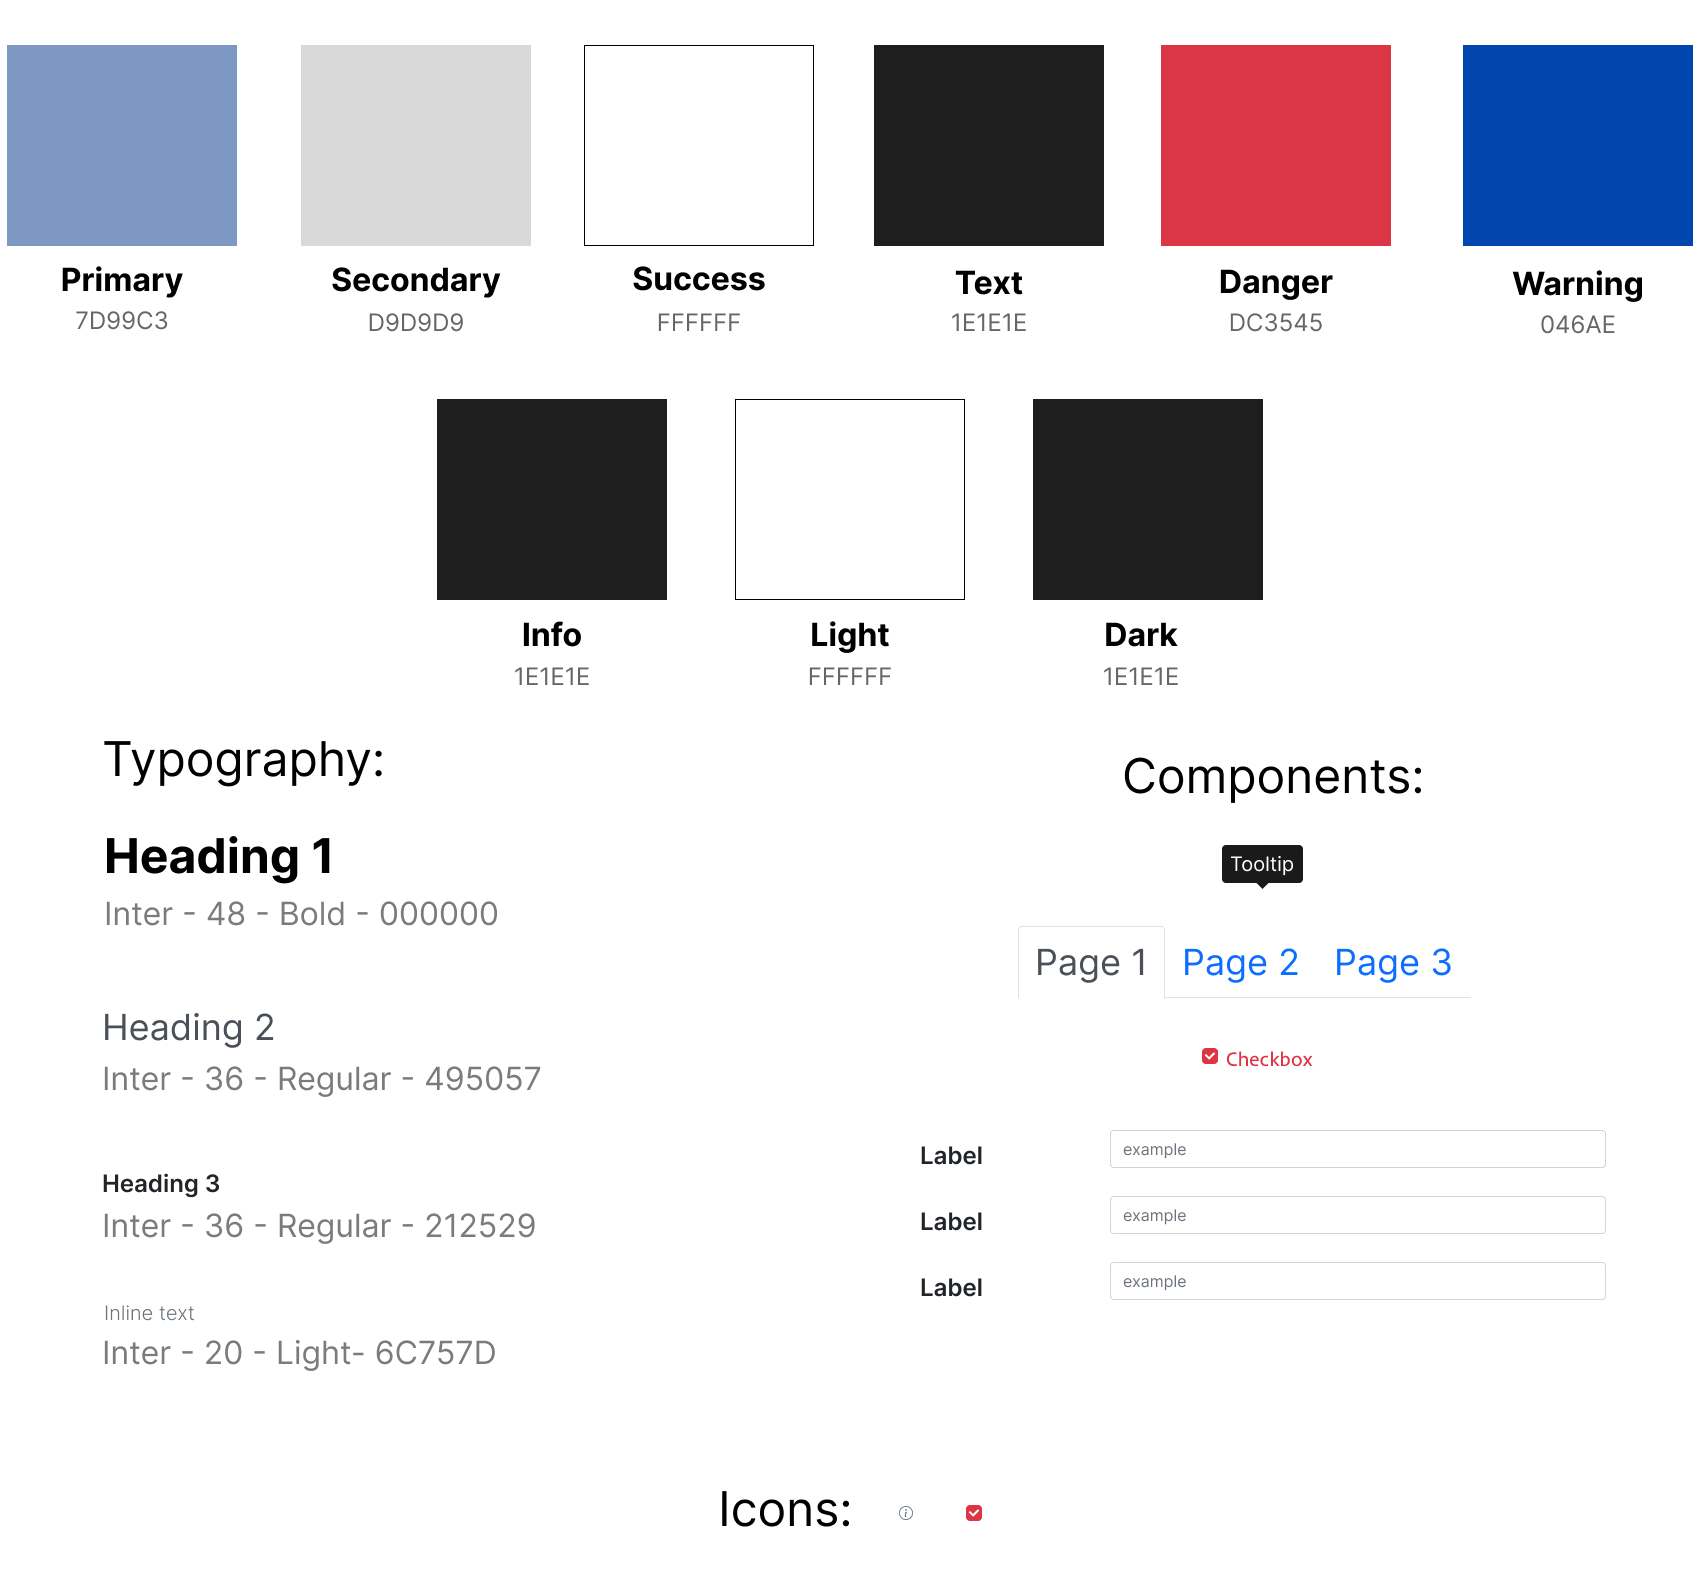 Primary
7D99C3
Secondary
D9D9D9
Success
FFFFFF
Text
1E1E1E
Danger
DC3545
Warning
046AE
Info
1E1E1E
Light
FFFFFF
Dark
1E1E1E
Typography:
Heading 1
Inter - 48 - Bold - 000000
Heading 2
Inter - 36 - Regular - 495057
Heading 3
Inter - 36 - Regular - 212529
Inline text
Inter - 20 - Light- 6C757D
Components:
Tooltip
Page 1 Page 2 Page 3
Checkbox
Label example
Label example
Label example
Icons: